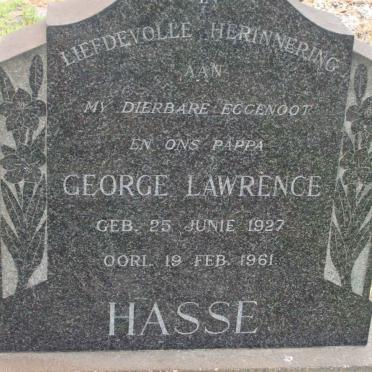 LIEFDEVOLLE HERINNERING
AAN
MY DIERBARE EGGENOOT
EN ONS PAPPA
GEORGE LAWRENCE
GEB. 25 JUNIE 1927
OORL. 19 FEB. 1961
HASSE